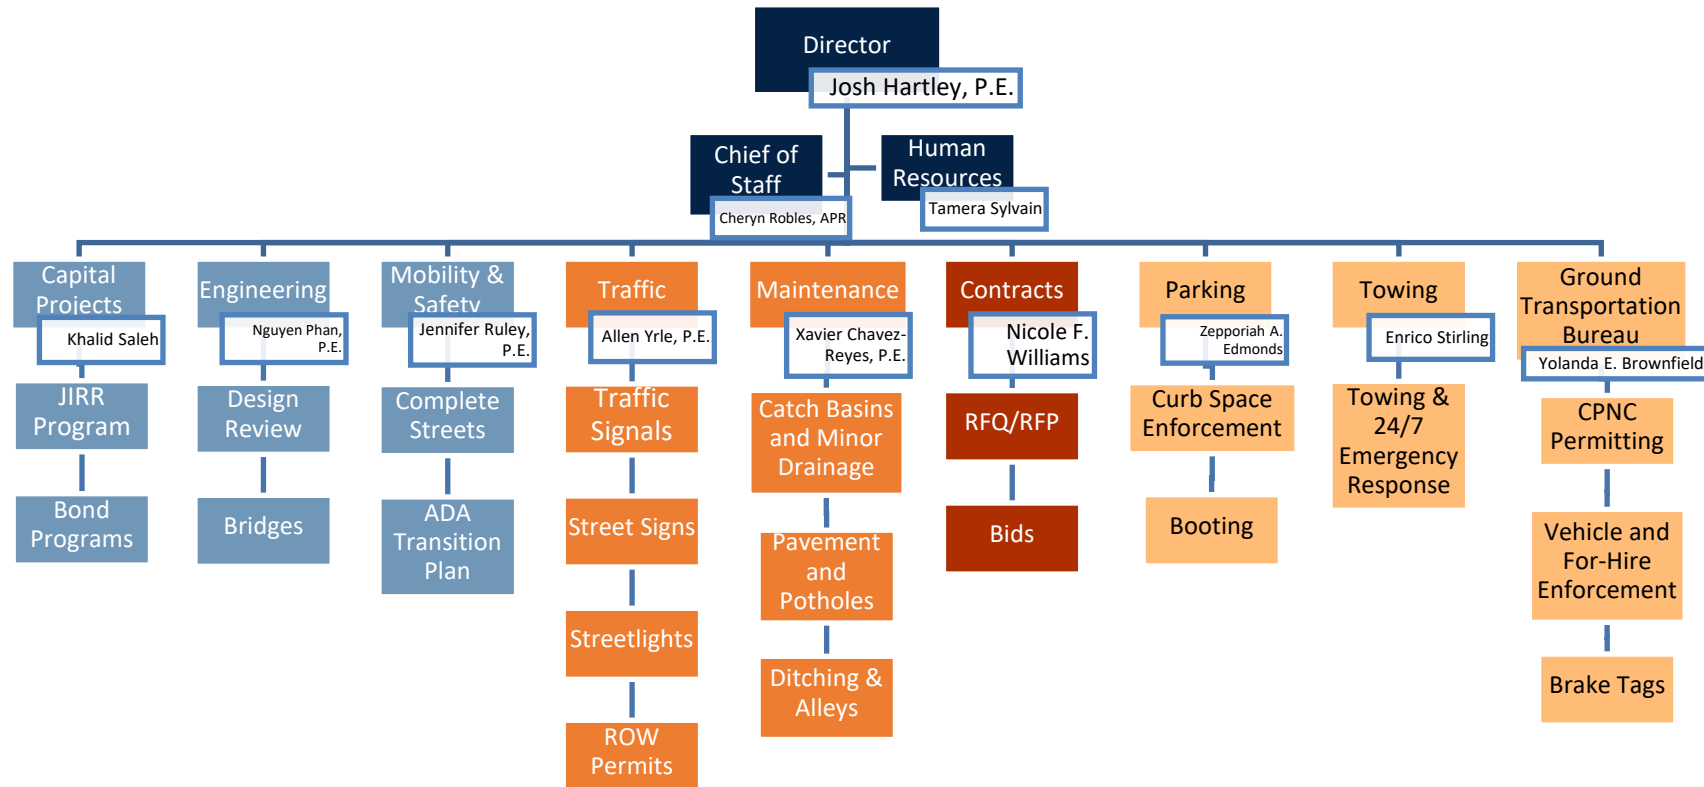 Director
Josh Hartley, P.E.
Chief of
Staff
Cheryn Robles, APR
Human
Resources
Tamera Sylvain
Capital
Projects
Khalid Saleh
JIRR
Program
Bond
Programs
Engineering
Nguyen Phan,
P.E.
Design
Review
Bridges
Mobility &
Safety
Jennifer Ruley,
P.E.
Complete
Streets
ADA
Transition
Plan
Traffic
Allen Yrle, P.E.
Traffic
Signals
Street Signs
Streetlights
ROW
Permits
Maintenance
Xavier Chavez-
Reyes, P.E.
Catch Basins
and Minor
Drainage
Pavement
and
Potholes
Ditching &
Alleys
Contracts
Nicole F.
Williams
RFQ/RFP
Bids
Parking
Zepporiah A.
Edmonds
Curb Space
Enforcement
Booting
Towing
Enrico Stirling
Towing &
24/7
Emergency
Response
Ground
Transportation
Bureau
Yolanda E. Brownfield
CPNC
Permitting
Vehicle and
For-Hire
Enforcement
Brake Tags